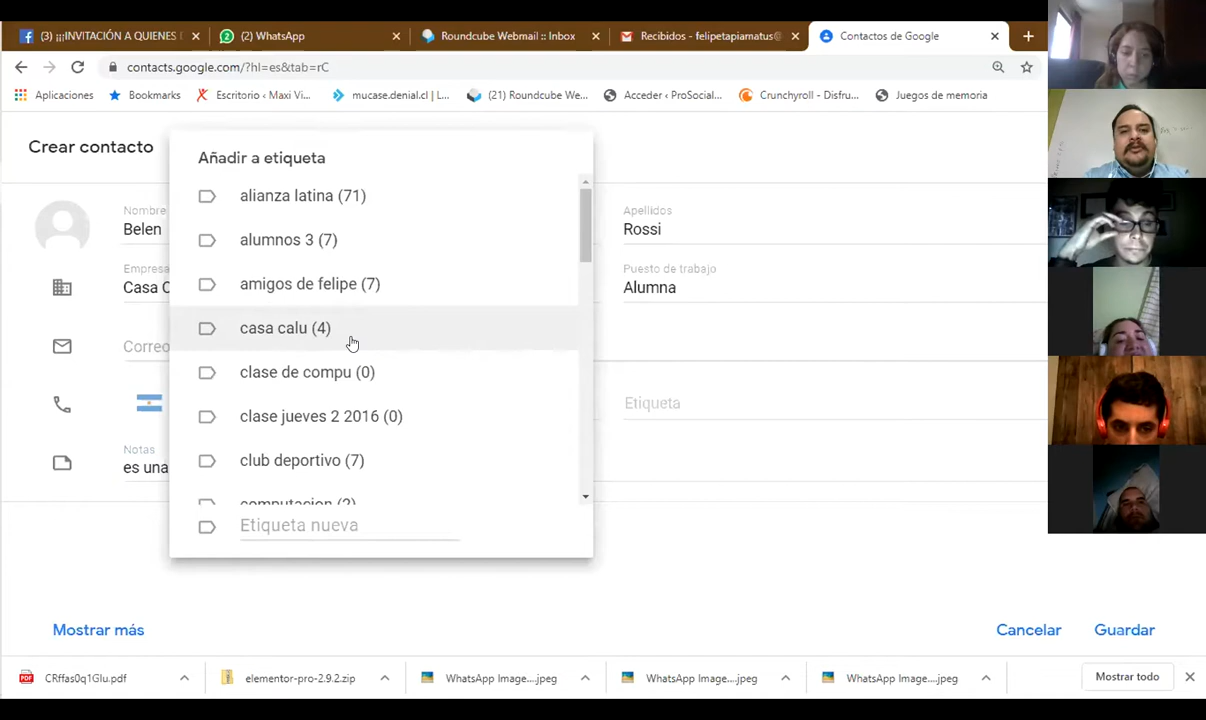 (3) ¡¡¡INVITACIÓN A QUIENES
(2) WhatsApp
Roundcube Webmail :: Inbox
Recibidos - felipetapiamatus@
Contactos de Google
contacts.google.com/?hl=es&tab=rC
Aplicaciones
Bookmarks
Escritorio ‹ Maxi Vi...
mucase.denial.cl | L...
(21) Roundcube We...
Acceder ‹ ProSocial...
Crunchyroll - Disfru...
Juegos de memoria
Crear contacto
Añadir a etiqueta
alianza latina (71)
alumnos 3 (7)
amigos de felipe (7)
casa calu (4)
clase de compu (0)
clase jueves 2 2016 (0)
club deportivo (7)
computacion (2)
Etiqueta nueva
Nombre
Belen
Apellidos
Rossi
Empresa
Casa C
Puesto de trabajo
Alumna
Correo
Etiqueta
Notas
es una
Mostrar más
Cancelar
Guardar
CRffas0q1Glu.pdf
elementor-pro-2.9.2.zip
WhatsApp Image....jpeg
WhatsApp Image....jpeg
WhatsApp Image....jpeg
Mostrar todo